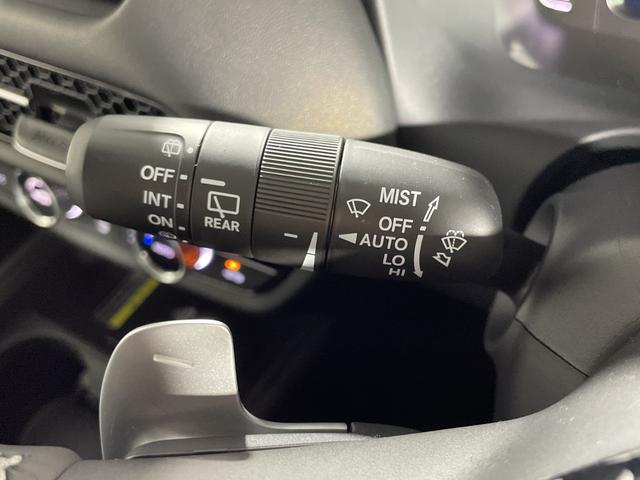 OFF
INT
ON
REAR
MIST
OFF
AUTO
LO
HI